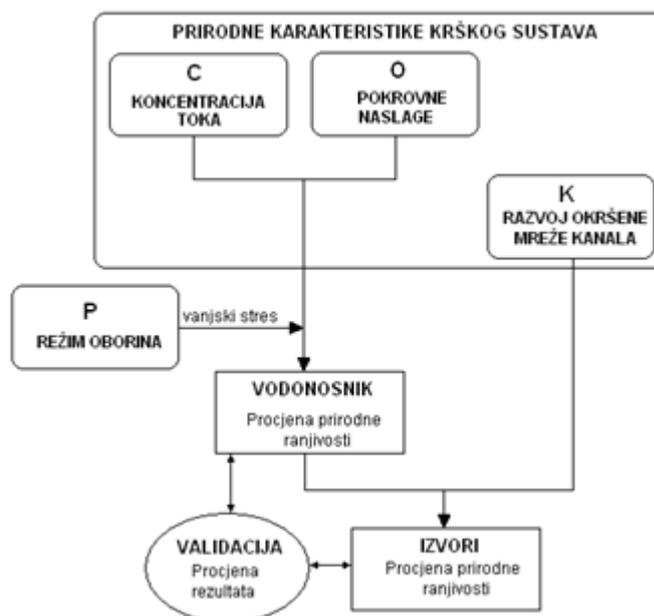 PRIRODNE KARAKTERISTIKE KRŠKOG SUSTAVA
C
KONCENTRACIJA
TOKA
O
POKROVNE
NASLAGE
K
RAZVOJ OKRŠENE
MREŽE KANALA
P
REŽIM OBORINA
vanjski stres
VODONOSNIK
Procjena prirodne
ranjivosti
VALIDACIJA
Procjena
rezultata
IZVORI
Procjena prirodne
ranjivosti